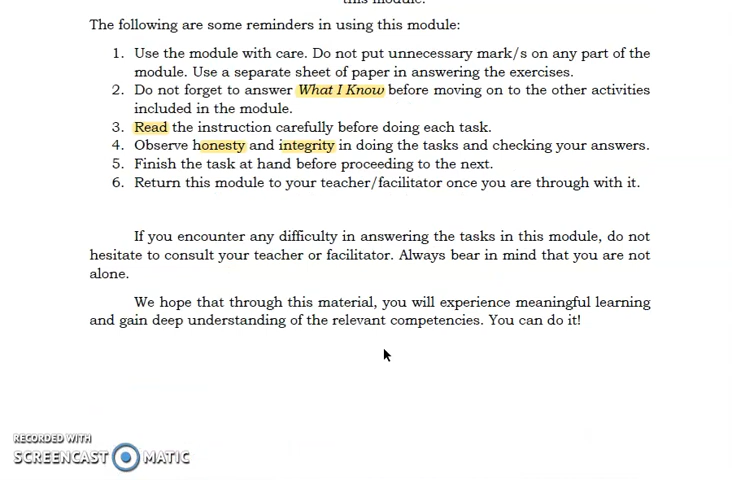 this module.
The following are some reminders in using this module:
1. Use the module with care. Do not put unnecessary mark/s on any part of the
module. Use a separate sheet of paper in answering the exercises.
2. Do not forget to answer What I Know before moving on to the other activities
included in the module.
3. Read the instruction carefully before doing each task.
4. Observe honesty and integrity in doing the tasks and checking your answers.
5. Finish the task at hand before proceeding to the next.
6. Return this module to your teacher/facilitator once you are through with it.
If you encounter any difficulty in answering the tasks in this module, do not
hesitate to consult your teacher or facilitator. Always bear in mind that you are not
alone.
We hope that through this material, you will experience meaningful learning
and gain deep understanding of the relevant competencies. You can do it!
RECORDED WITH
SCREENCAST MATIC